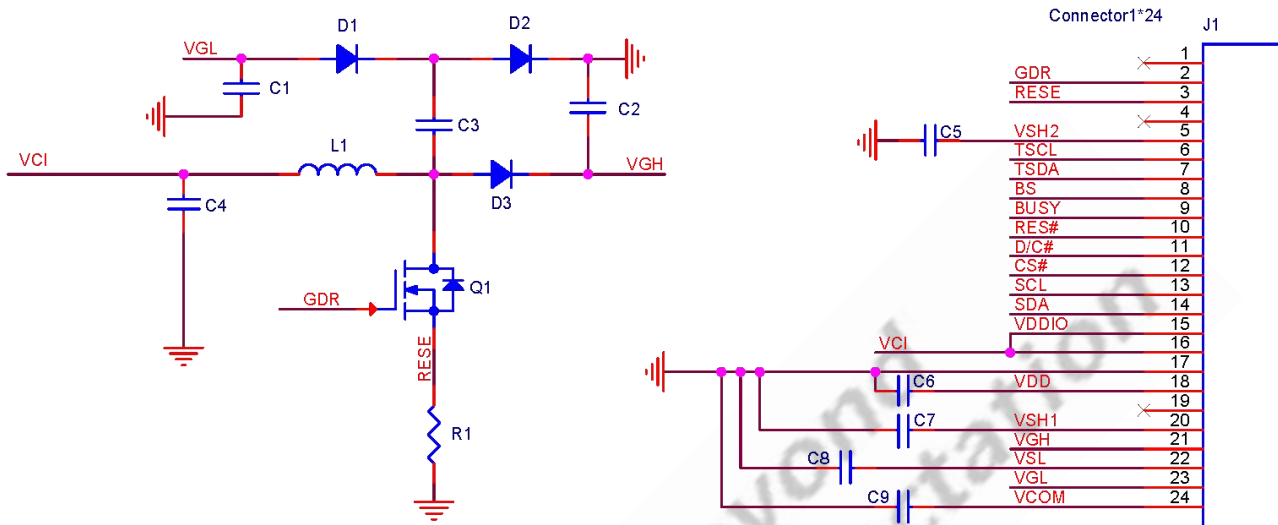 Connector1*24
J1
D1
D2
VGL
C1
C2
C3
L1
VCI
VGH
D3
C4
GDR
Q1
RESE
R1
1
GDR 2
RESE 3
4
C5 VSH2 5
TSCL 6
TSDA 7
BS 8
BUSY 9
RES# 10
D/C# 11
CS# 12
SCL 13
SDA 14
VDDIO 15
VCI 16
17
C6 VDD 18
19
C7 VSH1 20
VGH 21
C8 VSL 22
VGL 23
C9 VCOM 24